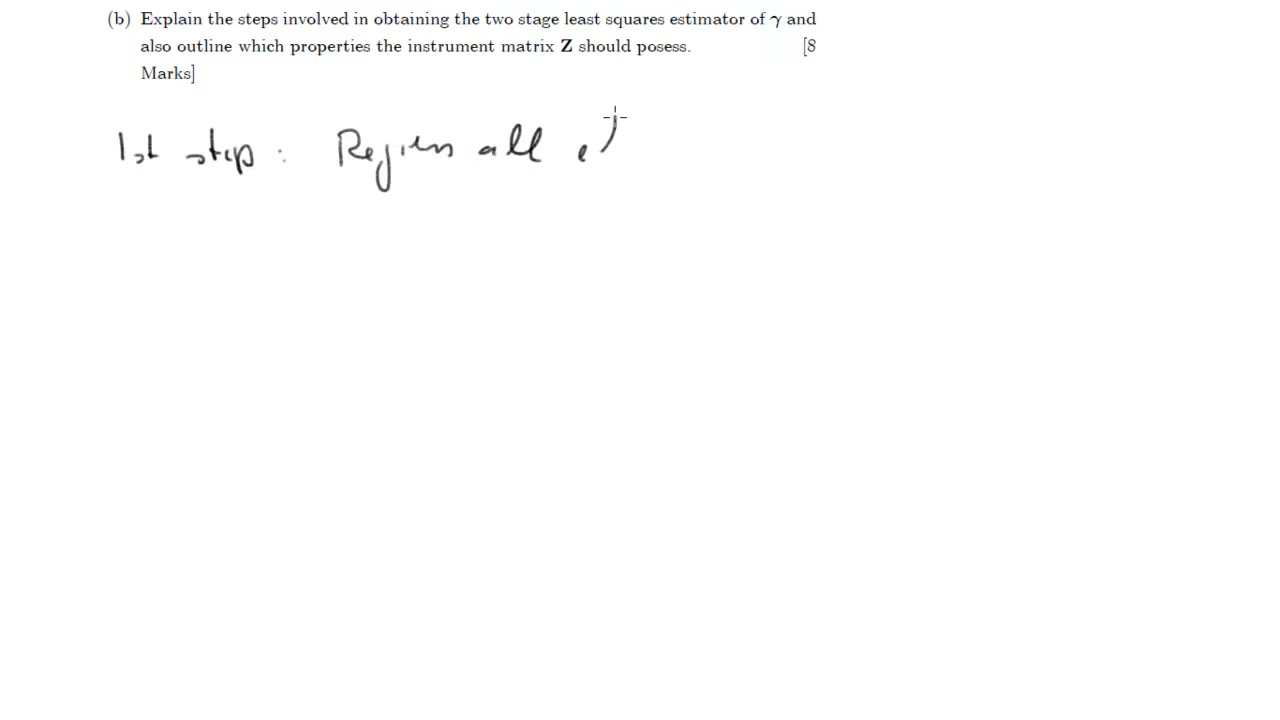 (b) Explain the steps involved in obtaining the two stage least squares estimator of γ and
also outline which properties the instrument matrix Z should posess. [8
Marks]
1st step : Regress all